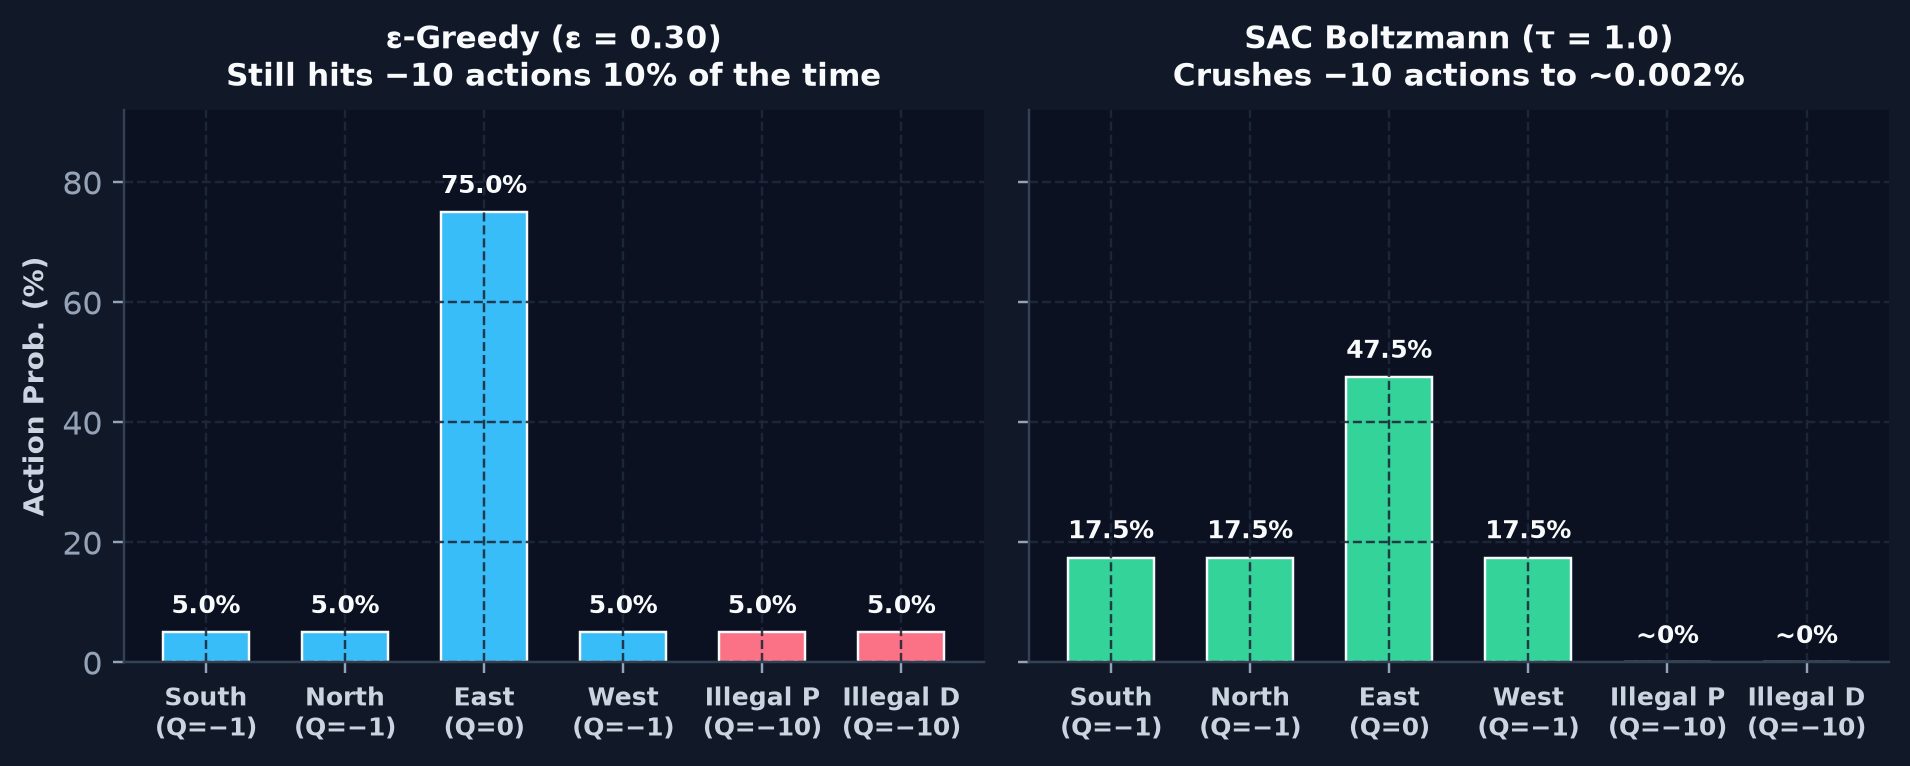 ε-Greedy (ε = 0.30)
Still hits −10 actions 10% of the time
Action Prob. (%)
80
60
40
20
0
5.0%
5.0%
75.0%
5.0%
5.0%
5.0%
South
(Q=−1)
North
(Q=−1)
East
(Q=0)
West
(Q=−1)
Illegal P
(Q=−10)
Illegal D
(Q=−10)
SAC Boltzmann (τ = 1.0)
Crushes −10 actions to ~0.002%
17.5%
17.5%
47.5%
17.5%
~0%
~0%
South
(Q=−1)
North
(Q=−1)
East
(Q=0)
West
(Q=−1)
Illegal P
(Q=−10)
Illegal D
(Q=−10)